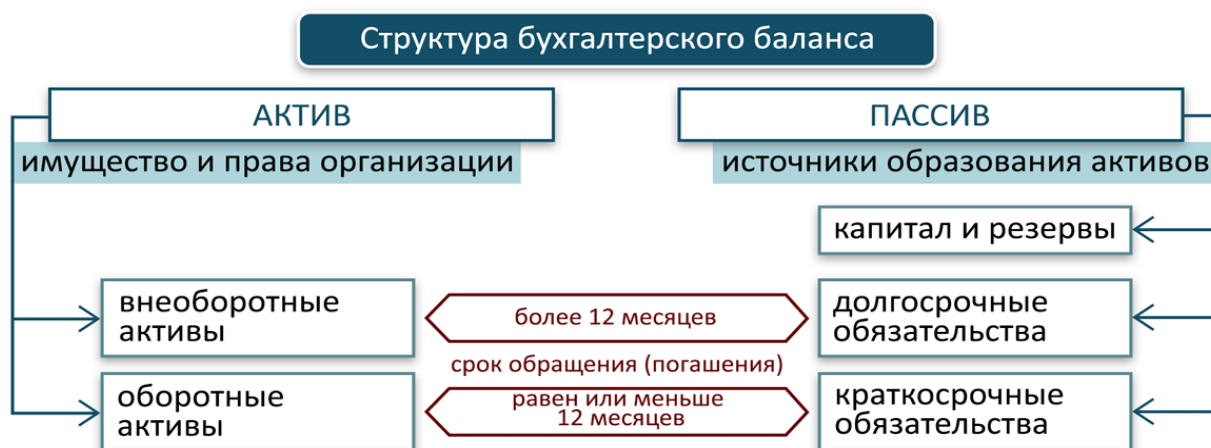 Структура бухгалтерского баланса
АКТИВ
ПАССИВ
имущество и права организации
источники образования активов
капитал и резервы
внеоборотные
активы
более 12 месяцев
долгосрочные
обязательства
срок обращения (погашения)
оборотные
активы
равен или меньше
12 месяцев
краткосрочные
обязательства